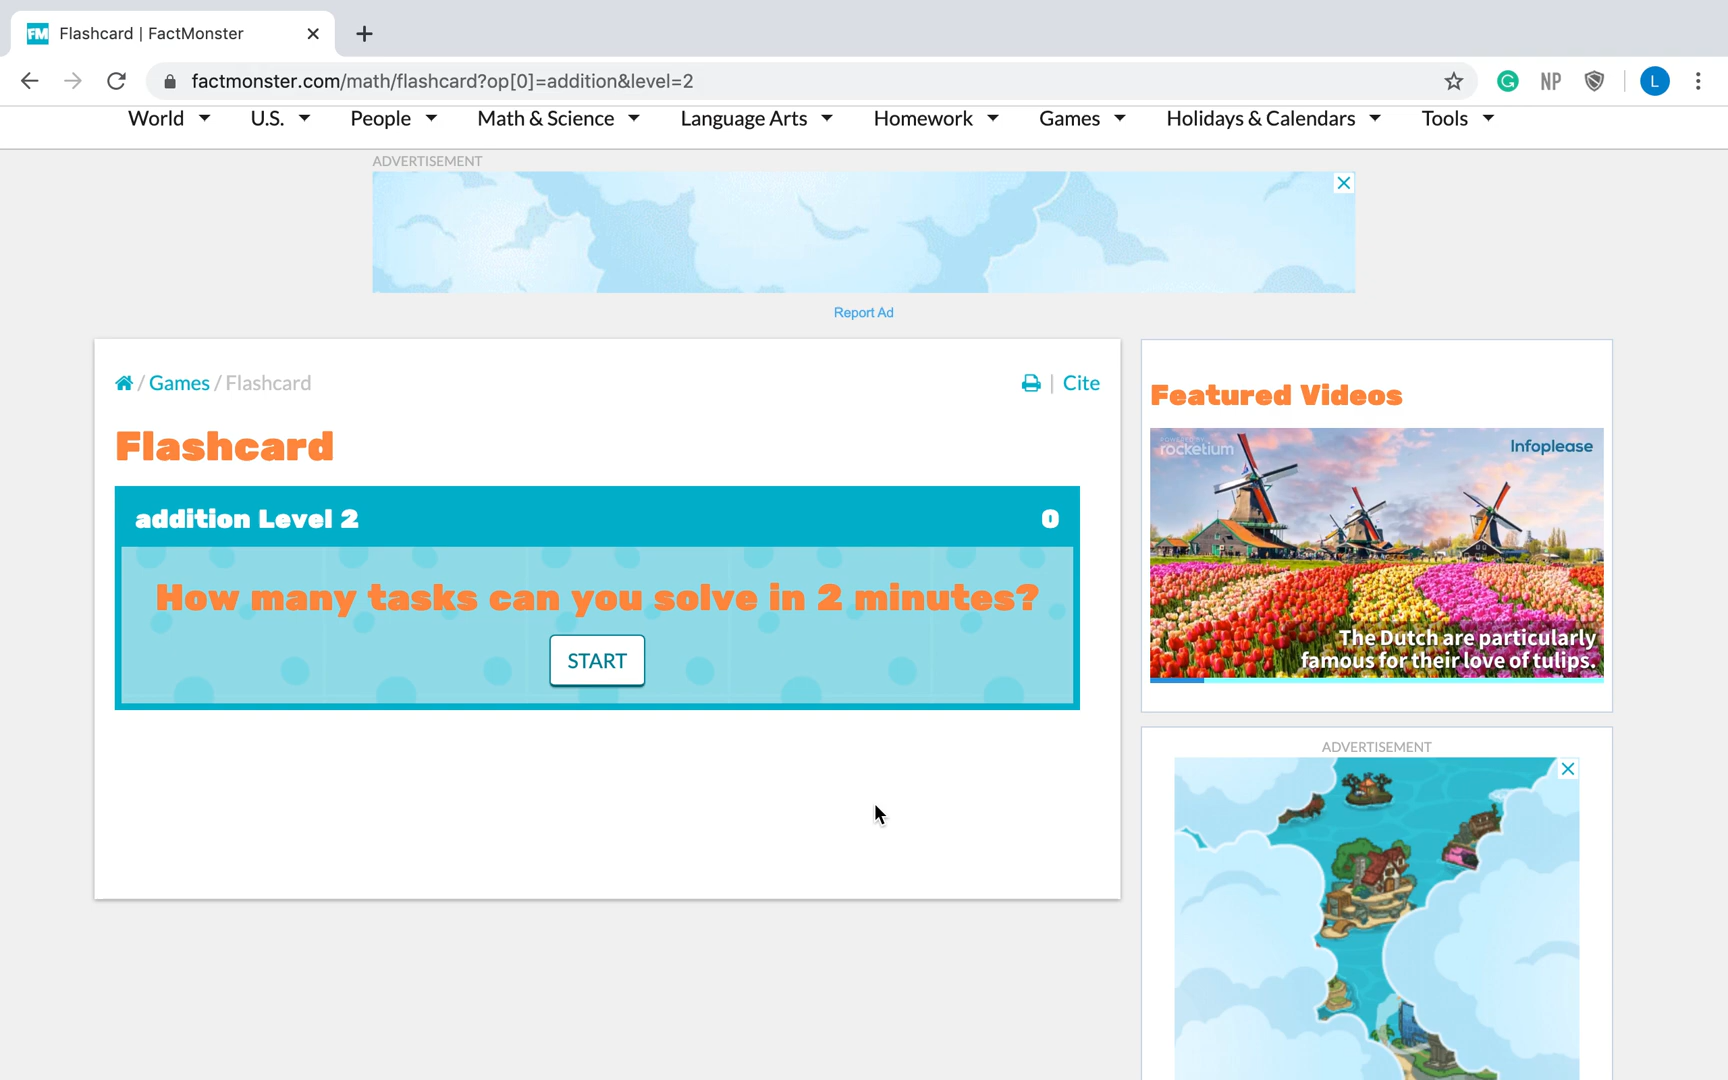 FM Flashcard | FactMonster
factmonster.com/math/flashcard?op[0]=addition&level=2
NP
L
World U.S. People Math & Science Language Arts Homework Games Holidays & Calendars Tools
ADVERTISEMENT
Report Ad
/ Games / Flashcard
| Cite
Flashcard
addition Level 2 0
How many tasks can you solve in 2 minutes?
START
Featured Videos
POWERED BY
rocketium
Infoplease
The Dutch are particularly
famous for their love of tulips.
ADVERTISEMENT